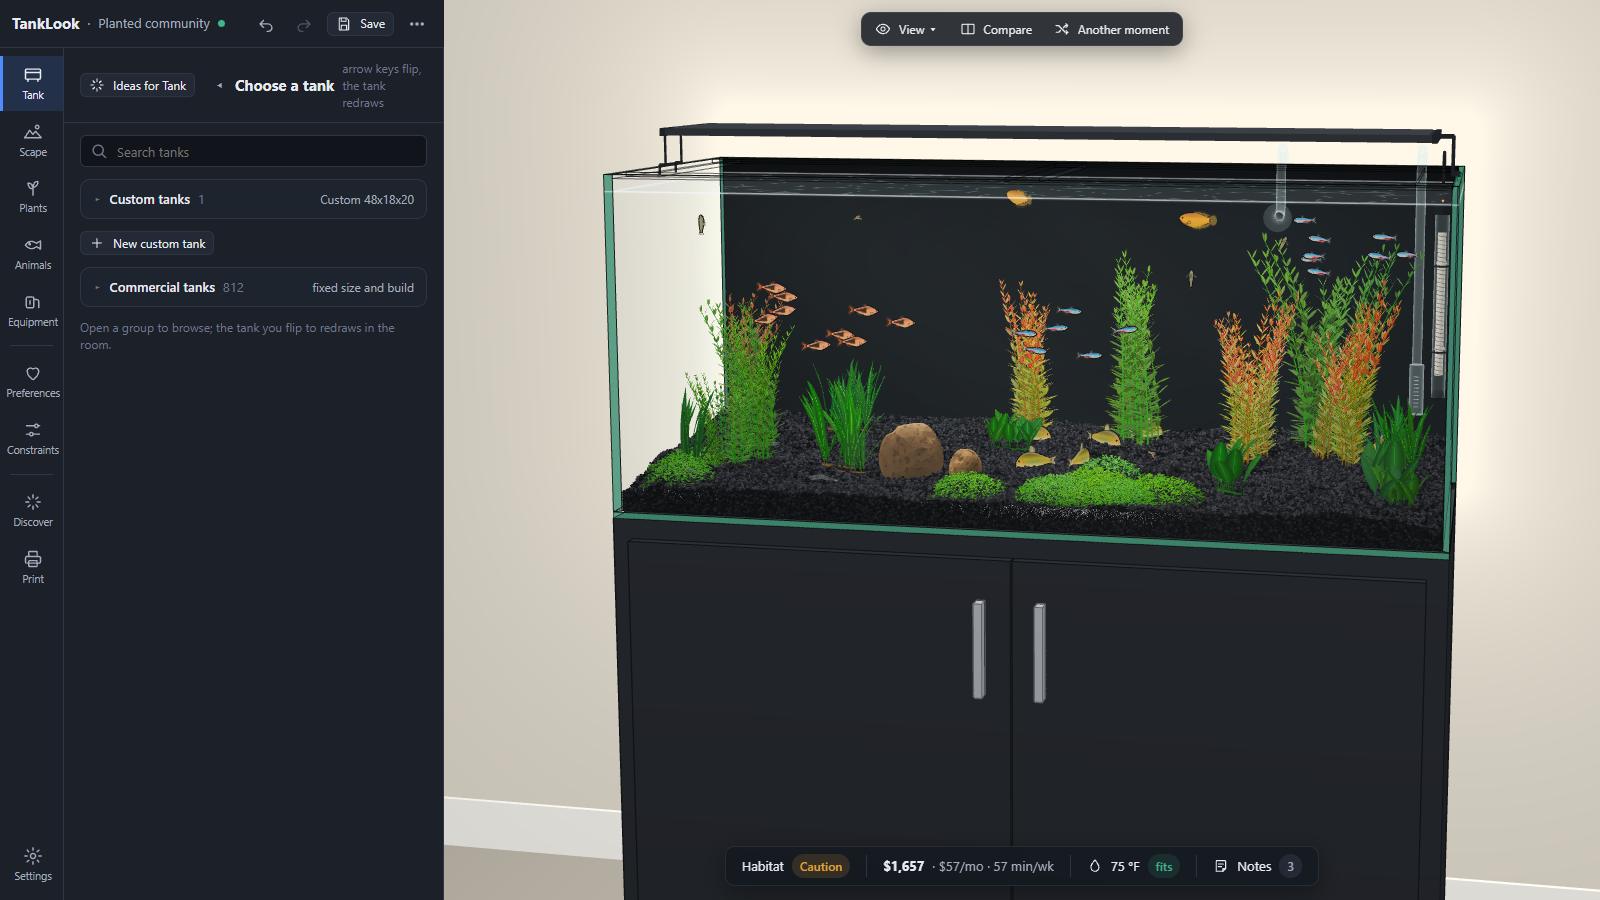 TankLook · Planted community
Save
View
Compare
Another moment
Tank
Scape
Plants
Animals
Equipment
Preferences
Constraints
Discover
Print
Settings
Ideas for Tank
Choose a tank
arrow keys flip,
the tank
redraws
Search tanks
Custom tanks 1 Custom 48x18x20
New custom tank
Commercial tanks 812 fixed size and build
Open a group to browse; the tank you flip to redraws in the
room.
Habitat Caution $1,657 · $57/mo · 57 min/wk 75 °F fits Notes 3